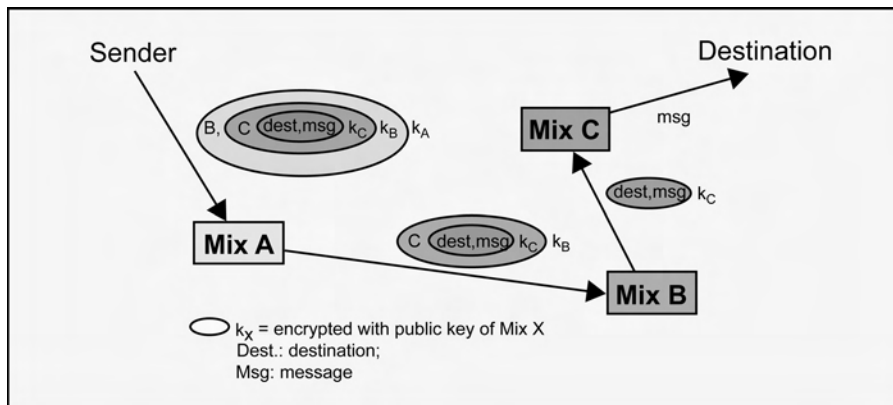 Sender
Destination
B, C dest,msg kC kB kA
Mix C
msg
dest,msg kC
Mix A
C dest,msg kC kB
Mix B
kX = encrypted with public key of Mix X
Dest.: destination;
Msg: message